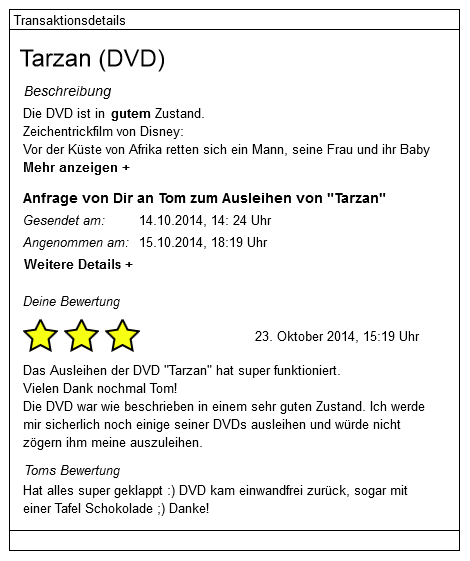 Transaktionsdetails
Tarzan (DVD)
Beschreibung
Die DVD ist in gutem Zustand.
Zeichentrickfilm von Disney:
Vor der Küste von Afrika retten sich ein Mann, seine Frau und ihr Baby
Mehr anzeigen +
Anfrage von Dir an Tom zum Ausleihen von "Tarzan"
Gesendet am: 14.10.2014, 14: 24 Uhr
Angenommen am: 15.10.2014, 18:19 Uhr
Weitere Details +
Deine Bewertung
23. Oktober 2014, 15:19 Uhr
Das Ausleihen der DVD "Tarzan" hat super funktioniert.
Vielen Dank nochmal Tom!
Die DVD war wie beschrieben in einem sehr guten Zustand. Ich werde
mir sicherlich noch einige seiner DVDs ausleihen und würde nicht
zögern ihm meine auszuleihen.
Toms Bewertung
Hat alles super geklappt :) DVD kam einwandfrei zurück, sogar mit
einer Tafel Schokolade ;) Danke!